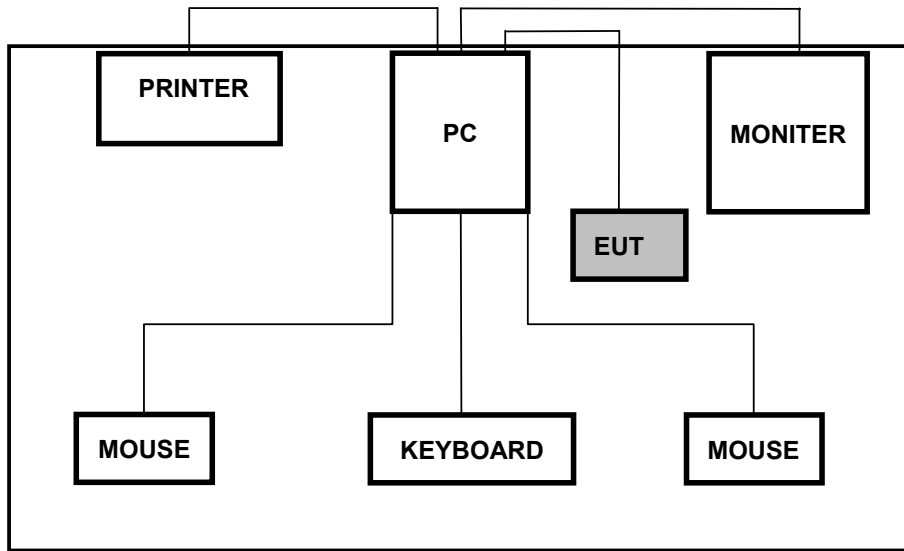 PRINTER
PC
MONITER
EUT
MOUSE
KEYBOARD
MOUSE